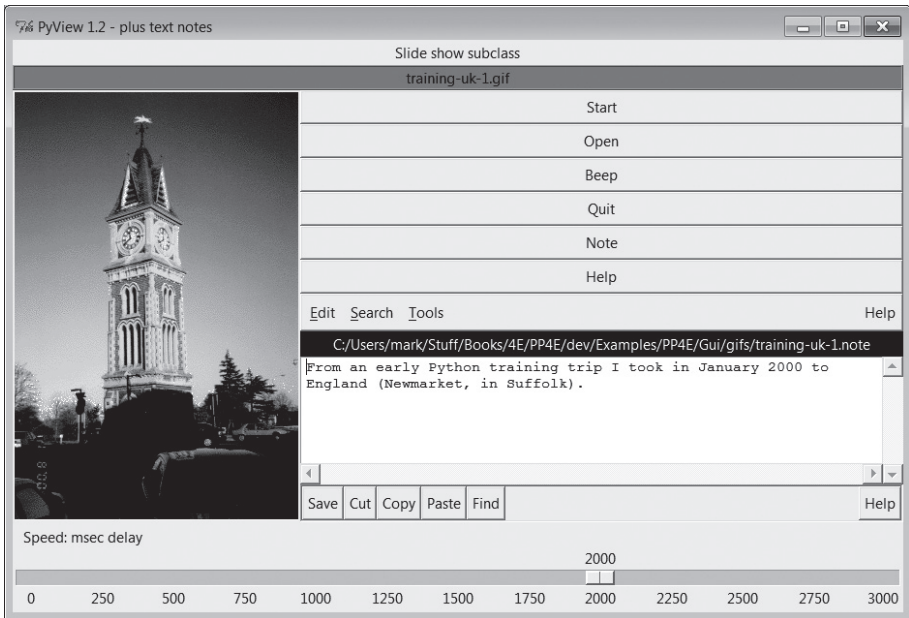 PyView 1.2 - plus text notes
Slide show subclass
training-uk-1.gif
Start
Open
Beep
Quit
Note
Help
Edit Search Tools Help
C:/Users/mark/Stuff/Books/4E/PP4E/dev/Examples/PP4E/Gui/gifs/training-uk-1.note
From an early Python training trip I took in January 2000 to
England (Newmarket, in Suffolk).
Save Cut Copy Paste Find Help
Speed: msec delay
2000
0 250 500 750 1000 1250 1500 1750 2000 2250 2500 2750 3000